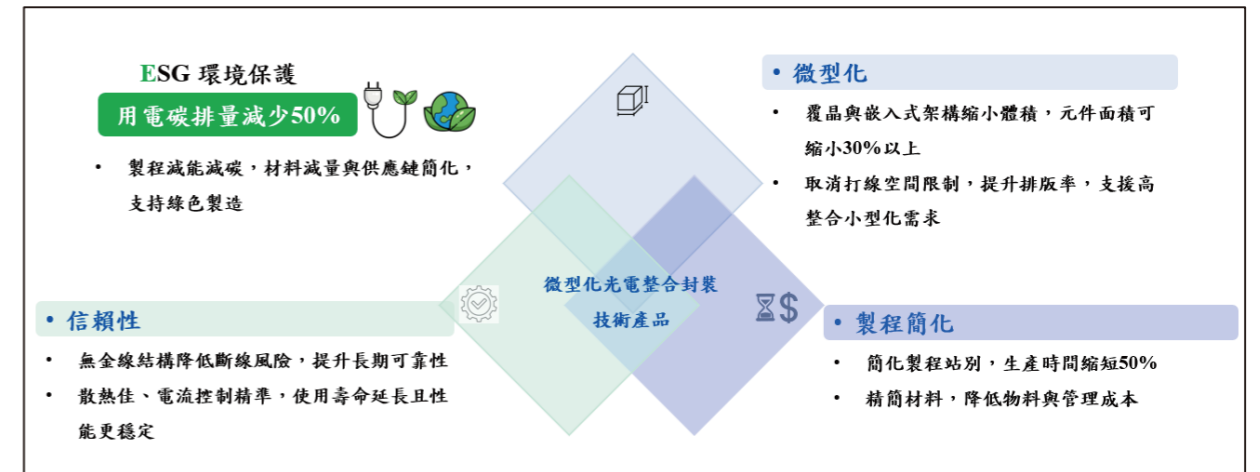 ESG 環境保護
用電碳排量減少50%
• 製程減能減碳，材料減量與供應鏈簡化，
支持綠色製造
• 微型化
• 覆晶與嵌入式架構縮小體積，元件面積可
縮小30%以上
• 取消打線空間限制，提升排版率，支援高
整合小型化需求
微型化光電整合封裝
技術產品
• 信賴性
• 無金線結構降低斷線風險，提升長期可靠性
• 散熱佳、電流控制精準，使用壽命延長且性
能更穩定
$
• 製程簡化
• 簡化製程站別，生產時間縮短50%
• 精簡材料，降低物料與管理成本